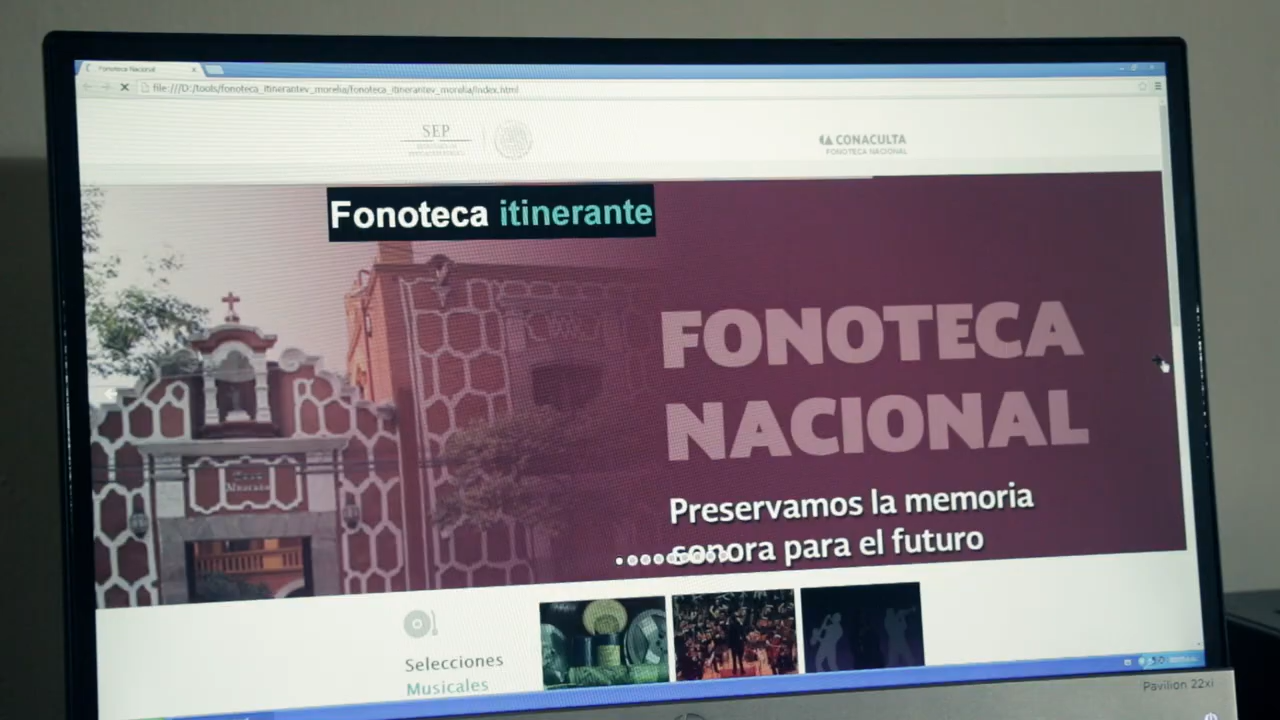 Fonoteca Nacional
file:///D:/tools/fonoteca_itinerantev_morelia/fonoteca_itinerantev_morelia/index.html
SEP
CONACULTA
FONOTECA NACIONAL
Fonoteca itinerante
FONOTECA
NACIONAL
Preservamos la memoria
sonora para el futuro
Selecciones
Musicales
Pavilion 22xi